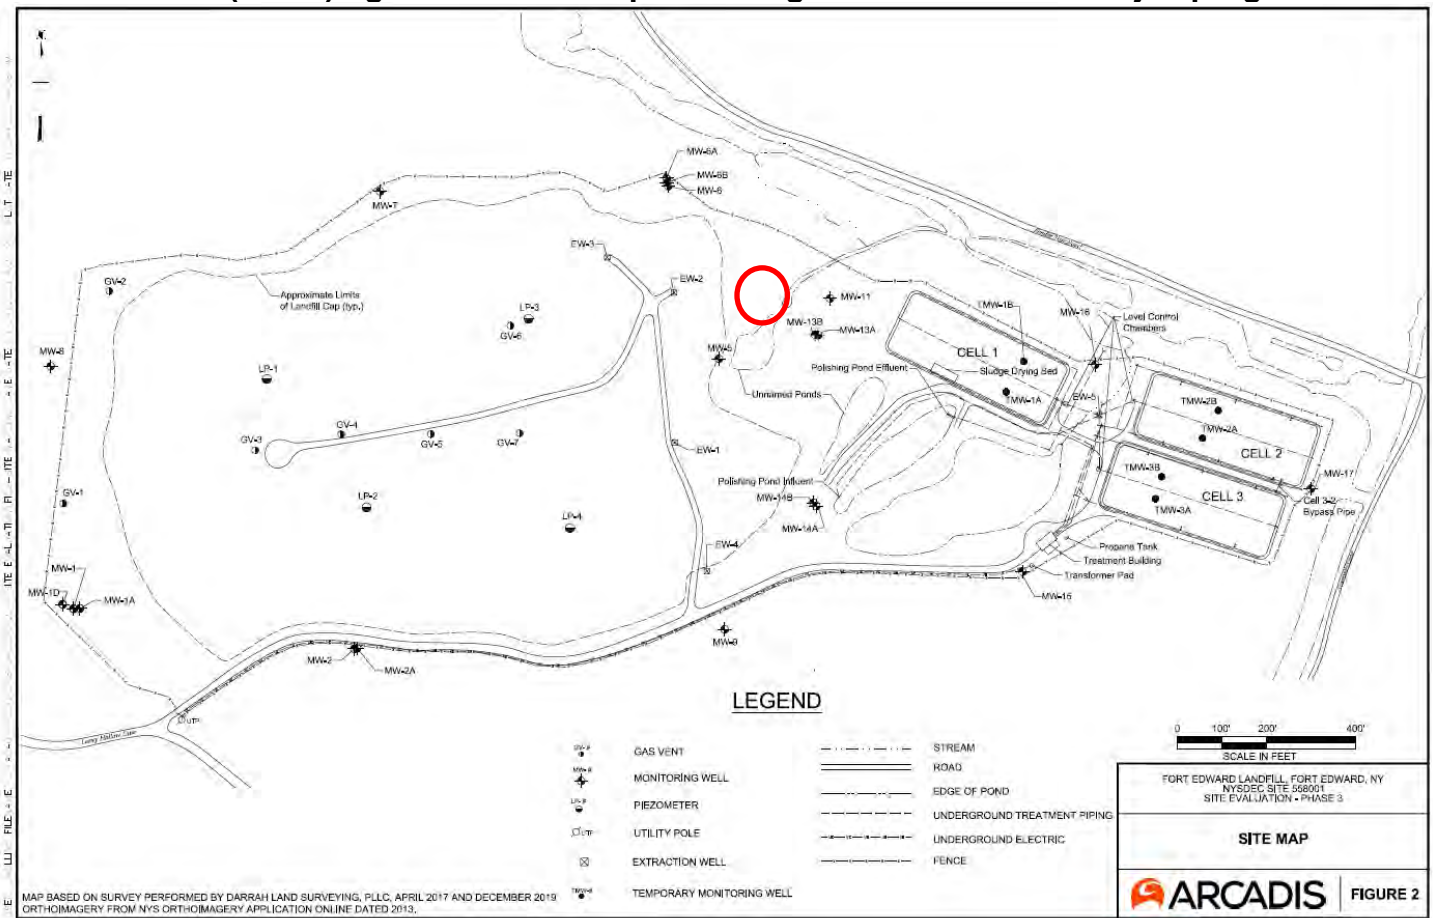 MW-6A
MW-6B
MW-6
MW-7
EW-3
EW-2
GV-2
Approximate Limits
of Landfill Cap (typ.)
LP-3
GV-6
MW-11
TMW-1B
MW-16
Level Control
Chambers
MW-13B
MW-13A
MW-8
MW-5
CELL 1
LP-1
Polishing Pond Effluent
Sludge Drying Bed
Unnamed Ponds
TMW-1A
EW-5
TMW-2B
GV-4
GV-3
GV-5
GV-7
EW-1
TMW-2A
CELL 2
Polishing Pond Influent
TMW-3B
MW-17
GV-1
LP-2
MW-14B
CELL 3
Cell 3-2
Bypass Pipe
TMW-3A
LP-4
MW-14A
EW-4
Propane Tank
Treatment Building
Transformer Pad
MW-1
MW-1D
MW-1A
MW-15
MW-9
MW-2
MW-2A
UTP
LEGEND
GAS VENT
MONITORING WELL
PIEZOMETER
UTP
UTILITY POLE
EXTRACTION WELL
TEMPORARY MONITORING WELL
STREAM
ROAD
EDGE OF POND
UNDERGROUND TREATMENT PIPING
UNDERGROUND ELECTRIC
FENCE
0 100' 200' 400'
SCALE IN FEET
FORT EDWARD LANDFILL, FORT EDWARD, NY
NYSDEC SITE 558001
SITE EVALUATION - PHASE 3
SITE MAP
ARCADIS
FIGURE 2
MAP BASED ON SURVEY PERFORMED BY DARRAH LAND SURVEYING, PLLC, APRIL 2017 AND DECEMBER 2019
ORTHOIMAGERY FROM NYS ORTHOIMAGERY APPLICATION ONLINE DATED 2013.